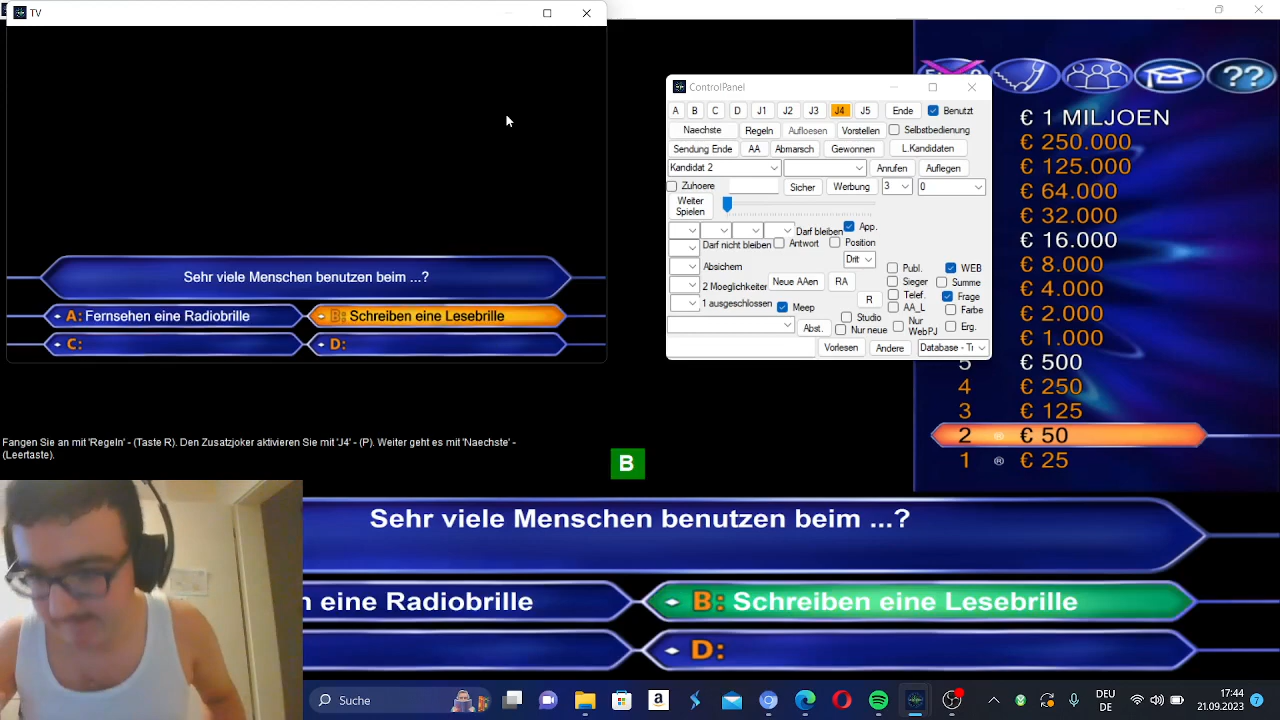 TV
Sehr viele Menschen benutzen beim ...?
A: Fernsehen eine Radiobrille
B: Schreiben eine Lesebrille
C:
D:
Fangen Sie an mit 'Regeln' - (Taste R). Den Zusatzjoker aktivieren Sie mit 'J4' - (P). Weiter geht es mit 'Naechste' -
(Leertaste).
B
ControlPanel
A B C D J1 J2 J3 J4 J5 Ende Benutzt
Naechste Regeln Aufloesen Vorstellen Selbstbedienung
Sendung Ende AA Abmarsch Gewonnen L.Kandidaten
Kandidat 2 Anrufen Auflegen
Zuhoere Sicher Werbung 3 0
Weiter
Spielen
Darf bleiben App.
Darf nicht bleiben Antwort Position
Absichern Drit
2 Moeglichkeiter Neue AAen RA
1 ausgeschlossen Meep R
Publ. WEB
Sieger Summe
Telef. Frage
AA_L Farbe
Studio
Abst. Nur neue Nur
WebPJ Erg.
Vorlesen Andere Database - Tr
??
€ 1 MILJOEN
€ 250.000
€ 125.000
€ 64.000
€ 32.000
€ 16.000
€ 8.000
€ 4.000
€ 2.000
€ 1.000
5 € 500
4 € 250
3 € 125
2 ® € 50
1 ® € 25
Sehr viele Menschen benutzen beim ...?
n eine Radiobrille
B: Schreiben eine Lesebrille
D:
Suche
DEU
DE
17:44
21.09.2023
7